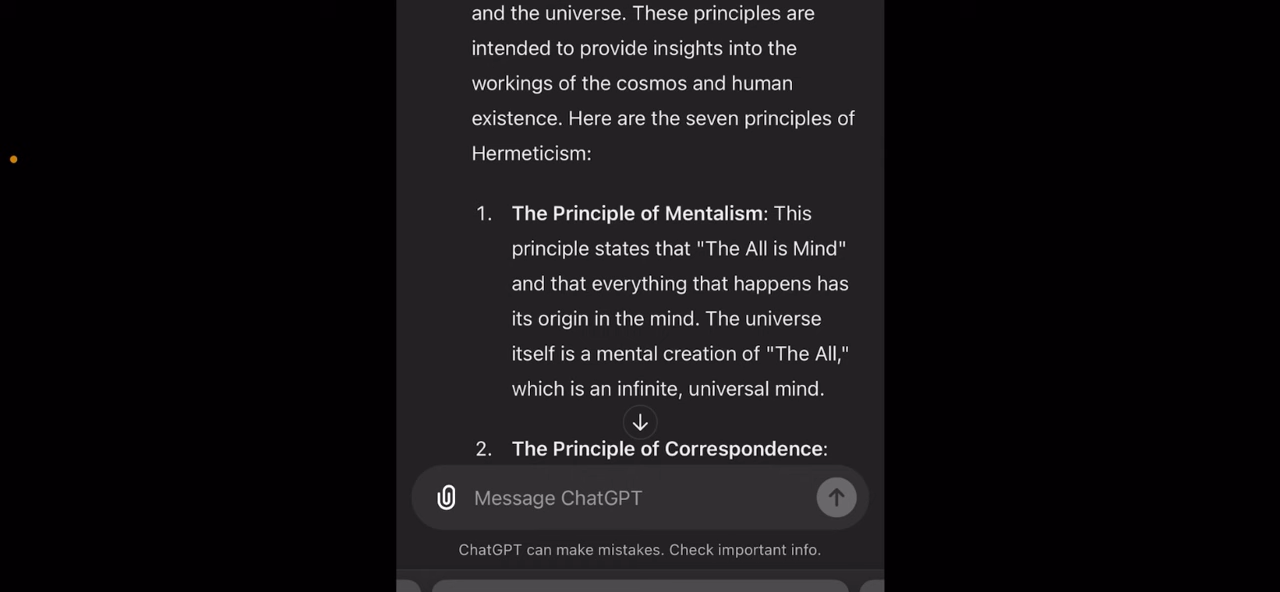 and the universe. These principles are
intended to provide insights into the
workings of the cosmos and human
existence. Here are the seven principles of
Hermeticism:
1. The Principle of Mentalism: This
principle states that "The All is Mind"
and that everything that happens has
its origin in the mind. The universe
itself is a mental creation of "The All,"
which is an infinite, universal mind.
2. The Principle of Correspondence:
Message ChatGPT
ChatGPT can make mistakes. Check important info.